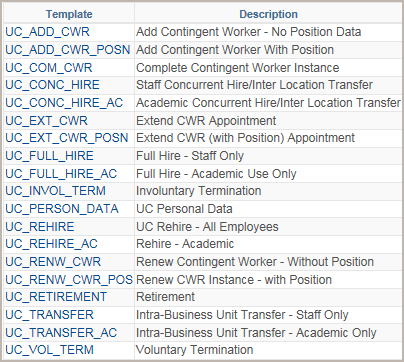 Template Description
UC_ADD_CWR Add Contingent Worker - No Position Data
UC_ADD_CWR_POSN Add Contingent Worker With Position
UC_COM_CWR Complete Contingent Worker Instance
UC_CONC_HIRE Staff Concurrent Hire/Inter Location Transfer
UC_CONC_HIRE_AC Academic Concurrent Hire/Inter Location Transfer
UC_EXT_CWR Extend CWR Appointment
UC_EXT_CWR_POSN Extend CWR (with Position) Appointment
UC_FULL_HIRE Full Hire - Staff Only
UC_FULL_HIRE_AC Full Hire - Academic Use Only
UC_INVOL_TERM Involuntary Termination
UC_PERSON_DATA UC Personal Data
UC_REHIRE UC Rehire - All Employees
UC_REHIRE_AC Rehire - Academic
UC_RENW_CWR Renew Contingent Worker - Without Position
UC_RENW_CWR_POS Renew CWR Instance - with Position
UC_RETIREMENT Retirement
UC_TRANSFER Intra-Business Unit Transfer - Staff Only
UC_TRANSFER_AC Intra-Business Unit Transfer - Academic Only
UC_VOL_TERM Voluntary Termination